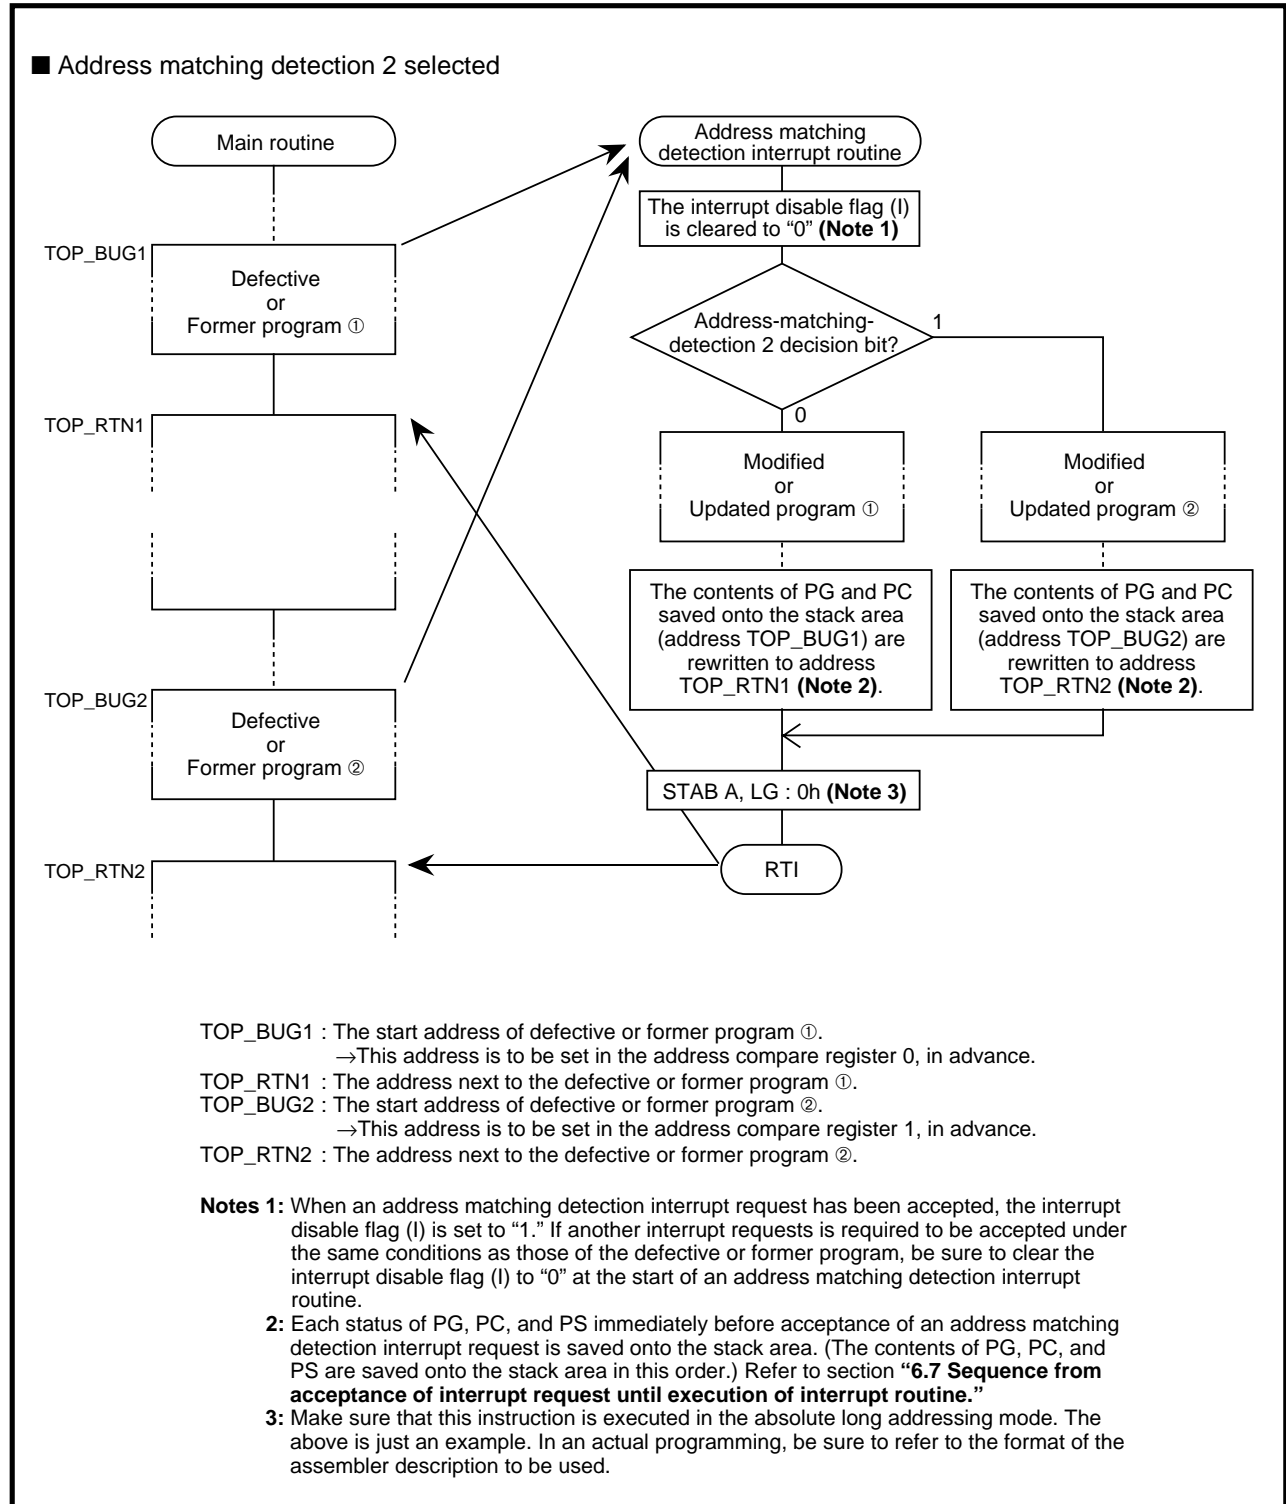 ■ Address matching detection 2 selected
Main routine
TOP_BUG1
Defective
or
Former program ①
TOP_RTN1
TOP_BUG2
Defective
or
Former program ②
TOP_RTN2
Address matching
detection interrupt routine
The interrupt disable flag (I)
is cleared to “0” (Note 1)
Address-matching-
detection 2 decision bit?
1
0
Modified
or
Updated program ①
Modified
or
Updated program ②
The contents of PG and PC
saved onto the stack area
(address TOP_BUG1) are
rewritten to address
TOP_RTN1 (Note 2).
The contents of PG and PC
saved onto the stack area
(address TOP_BUG2) are
rewritten to address
TOP_RTN2 (Note 2).
STAB A, LG : 0h (Note 3)
RTI
TOP_BUG1 : The start address of defective or former program ①.
→This address is to be set in the address compare register 0, in advance.
TOP_RTN1 : The address next to the defective or former program ①.
TOP_BUG2 : The start address of defective or former program ②.
→This address is to be set in the address compare register 1, in advance.
TOP_RTN2 : The address next to the defective or former program ②.
Notes 1: When an address matching detection interrupt request has been accepted, the interrupt
disable flag (I) is set to “1.” If another interrupt requests is required to be accepted under
the same conditions as those of the defective or former program, be sure to clear the
interrupt disable flag (I) to “0” at the start of an address matching detection interrupt
routine.
2: Each status of PG, PC, and PS immediately before acceptance of an address matching
detection interrupt request is saved onto the stack area. (The contents of PG, PC, and
PS are saved onto the stack area in this order.) Refer to section “6.7 Sequence from
acceptance of interrupt request until execution of interrupt routine.”
3: Make sure that this instruction is executed in the absolute long addressing mode. The
above is just an example. In an actual programming, be sure to refer to the format of the
assembler description to be used.